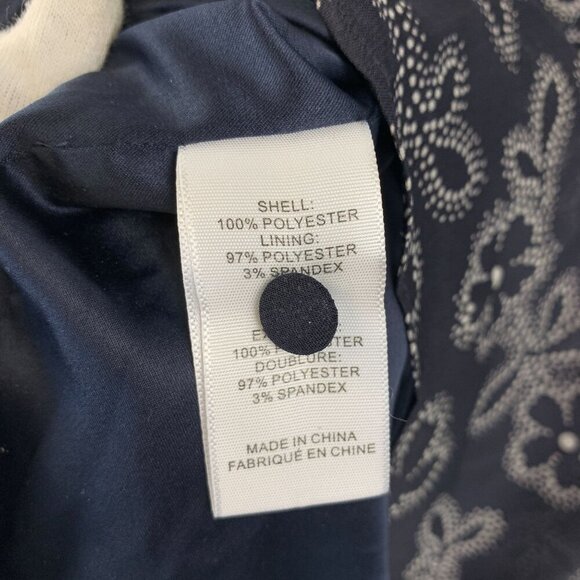 SHELL:
100% POLYESTER
LINING:
97% POLYESTER
3% SPANDEX
100%
DOUBLURE:
97% POLYESTER
3% SPANDEX
MADE IN CHINA
FABRIQUÉ EN CHINE